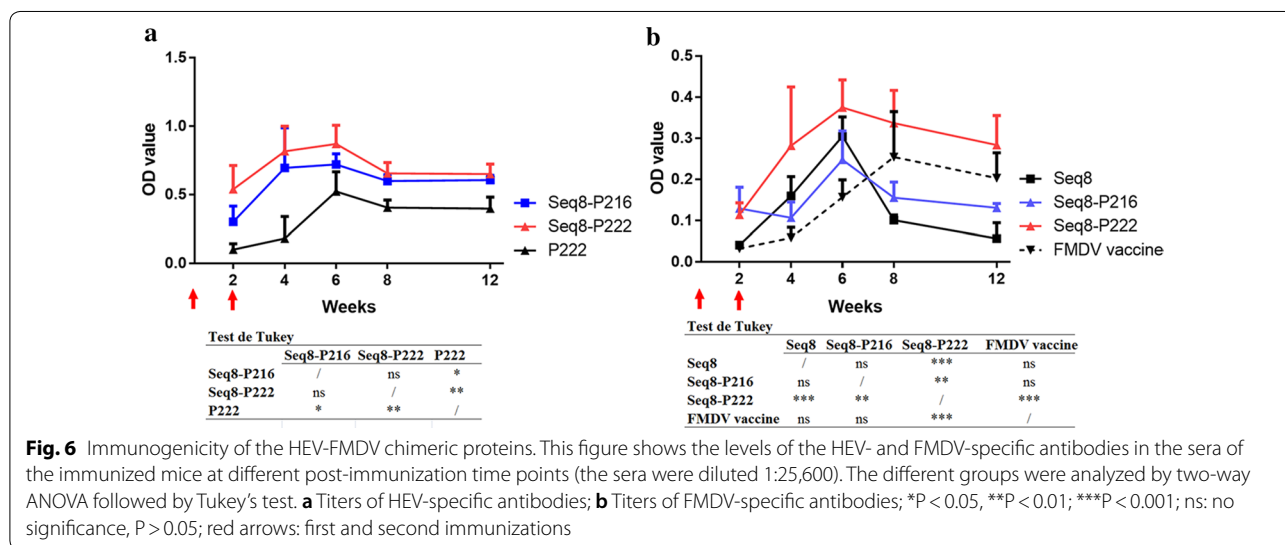 a
1.5
1.0
0.5
0.0
OD value
2 4 6 8 12
Weeks
Seq8-P216
Seq8-P222
P222
Test de Tukey
Seq8-P216 Seq8-P222 P222
Seq8-P216 / ns *
Seq8-P222 ns / **
P222 * ** /
b
0.5
0.4
0.3
0.2
0.1
0.0
OD value
2 4 6 8 12
Weeks
Seq8
Seq8-P216
Seq8-P222
FMDV vaccine
Test de Tukey
Seq8 Seq8-P216 Seq8-P222 FMDV vaccine
Seq8 / ns *** ns
Seq8-P216 ns / ** ns
Seq8-P222 *** ** / ***
FMDV vaccine ns ns *** /
Fig. 6 Immunogenicity of the HEV-FMDV chimeric proteins. This figure shows the levels of the HEV- and FMDV-specific antibodies in the sera of
the immunized mice at different post-immunization time points (the sera were diluted 1:25,600). The different groups were analyzed by two-way
ANOVA followed by Tukey’s test. a Titers of HEV-specific antibodies; b Titers of FMDV-specific antibodies; *P < 0.05, **P < 0.01; ***P < 0.001; ns: no
significance, P > 0.05; red arrows: first and second immunizations